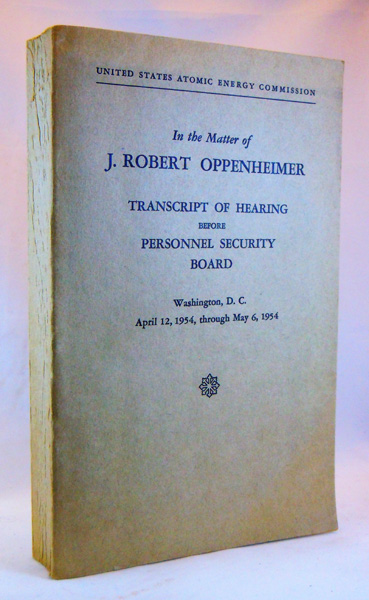 UNITED STATES ATOMIC ENERGY COMMISSION
In the Matter of
J. ROBERT OPPENHEIMER
TRANSCRIPT OF HEARING
BEFORE
PERSONNEL SECURITY
BOARD
Washington, D. C.
April 12, 1954, through May 6, 1954